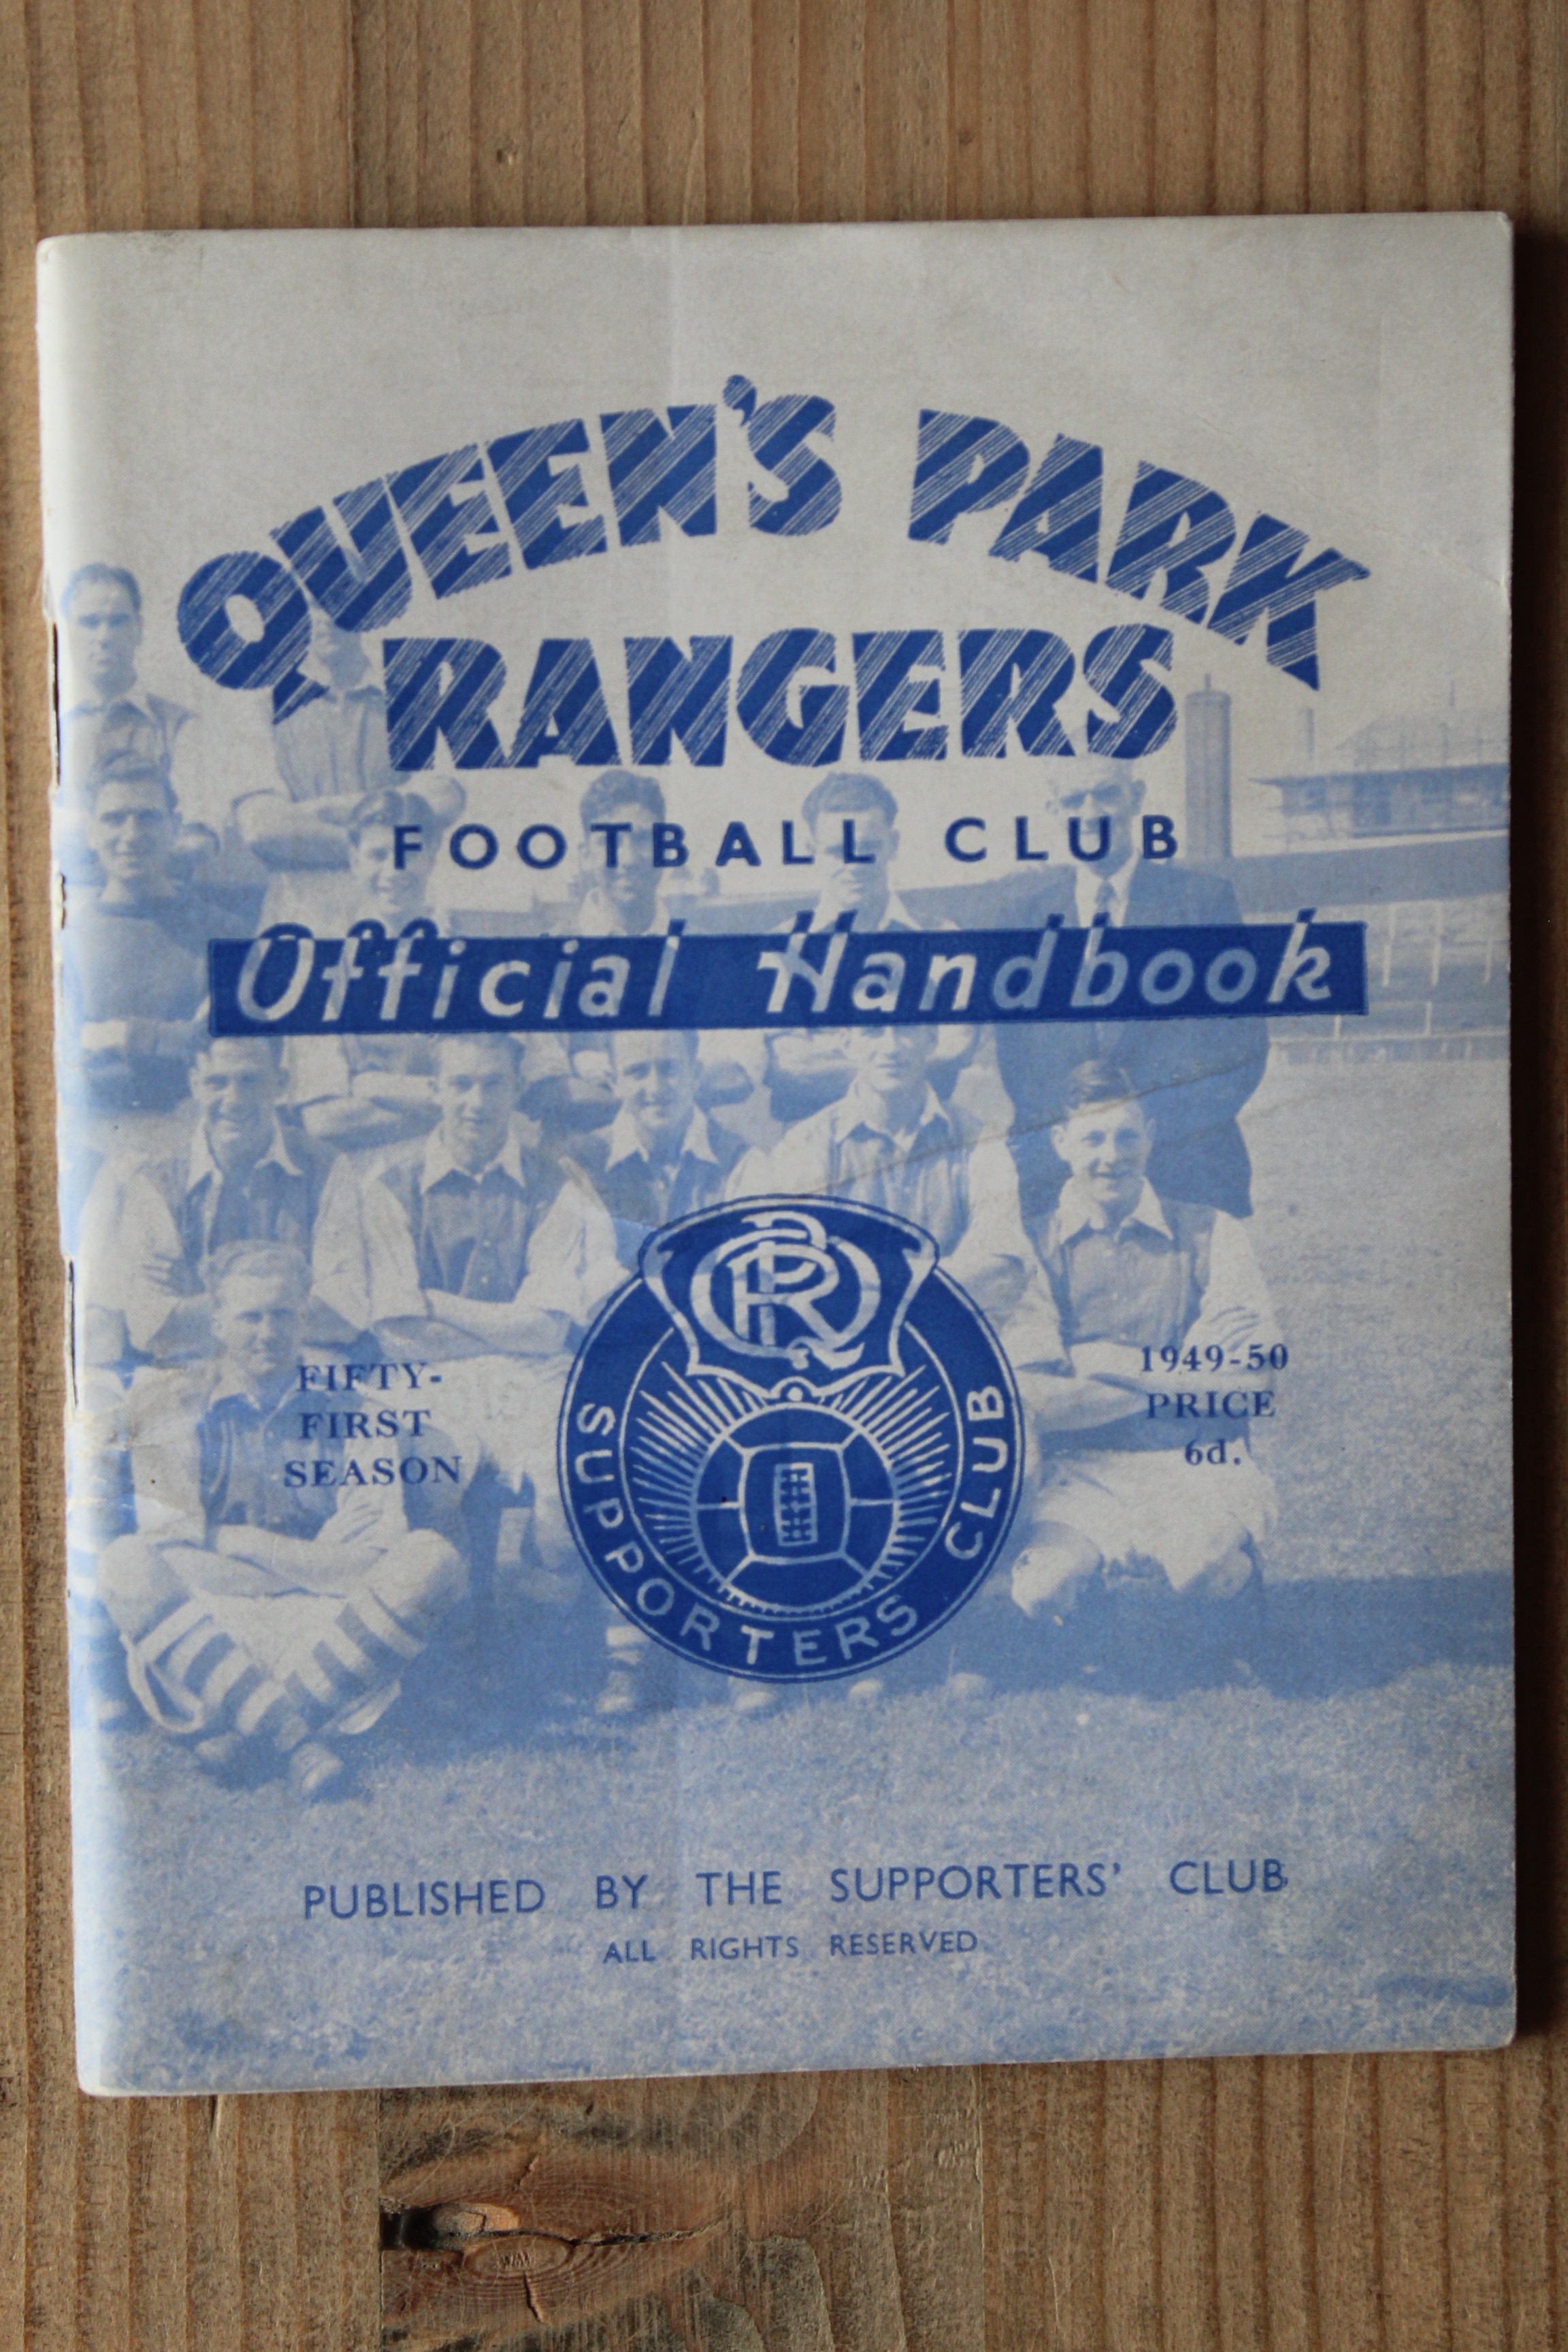 QUEEN'S PARK
RANGERS
FOOTBALL CLUB
Official Handbook
FIFTY-
FIRST
SEASON
QPR
SUPPORTERS CLUB
1949-50
PRICE
6d.
PUBLISHED BY THE SUPPORTERS' CLUB
ALL RIGHTS RESERVED